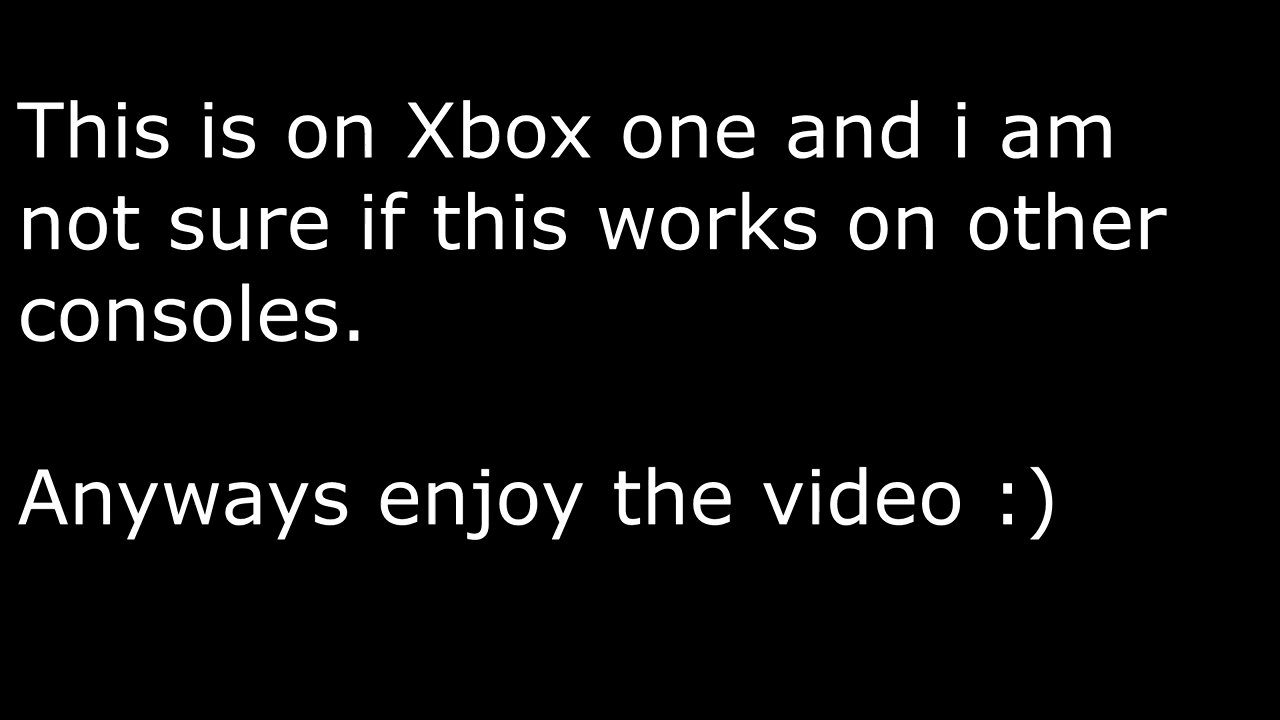 This is on Xbox one and i am
not sure if this works on other
consoles.
Anyways enjoy the video :)